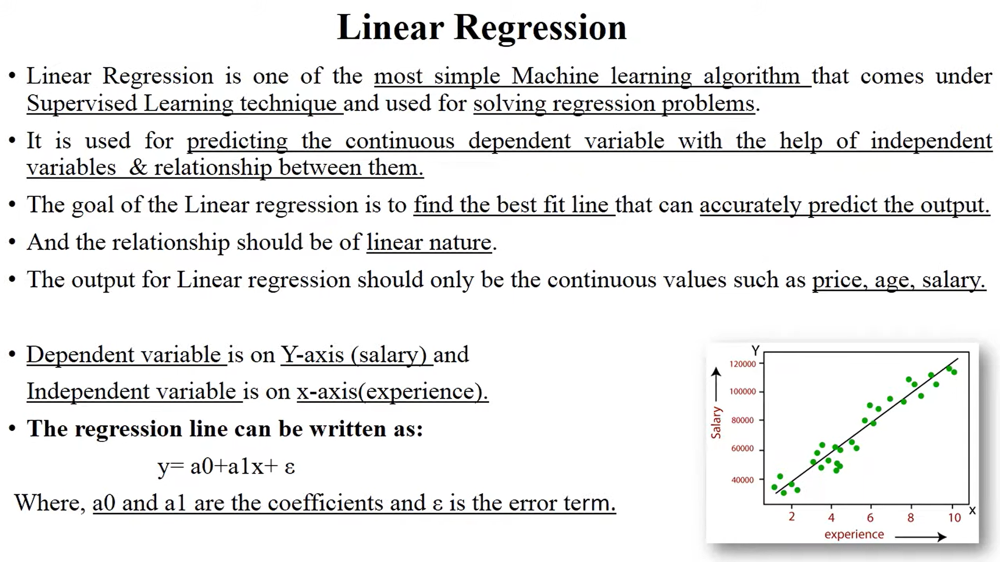 Linear Regression
• Linear Regression is one of the most simple Machine learning algorithm that comes under
Supervised Learning technique and used for solving regression problems.
• It is used for predicting the continuous dependent variable with the help of independent
variables & relationship between them.
• The goal of the Linear regression is to find the best fit line that can accurately predict the output.
• And the relationship should be of linear nature.
• The output for Linear regression should only be the continuous values such as price, age, salary.
• Dependent variable is on Y-axis (salary) and
Independent variable is on x-axis(experience).
• The regression line can be written as:
y= a0+a1x+ ε
Where, a0 and a1 are the coefficients and ε is the error term.
Y
120000
100000
80000
60000
40000
Salary
2 4 6 8 10 x
experience